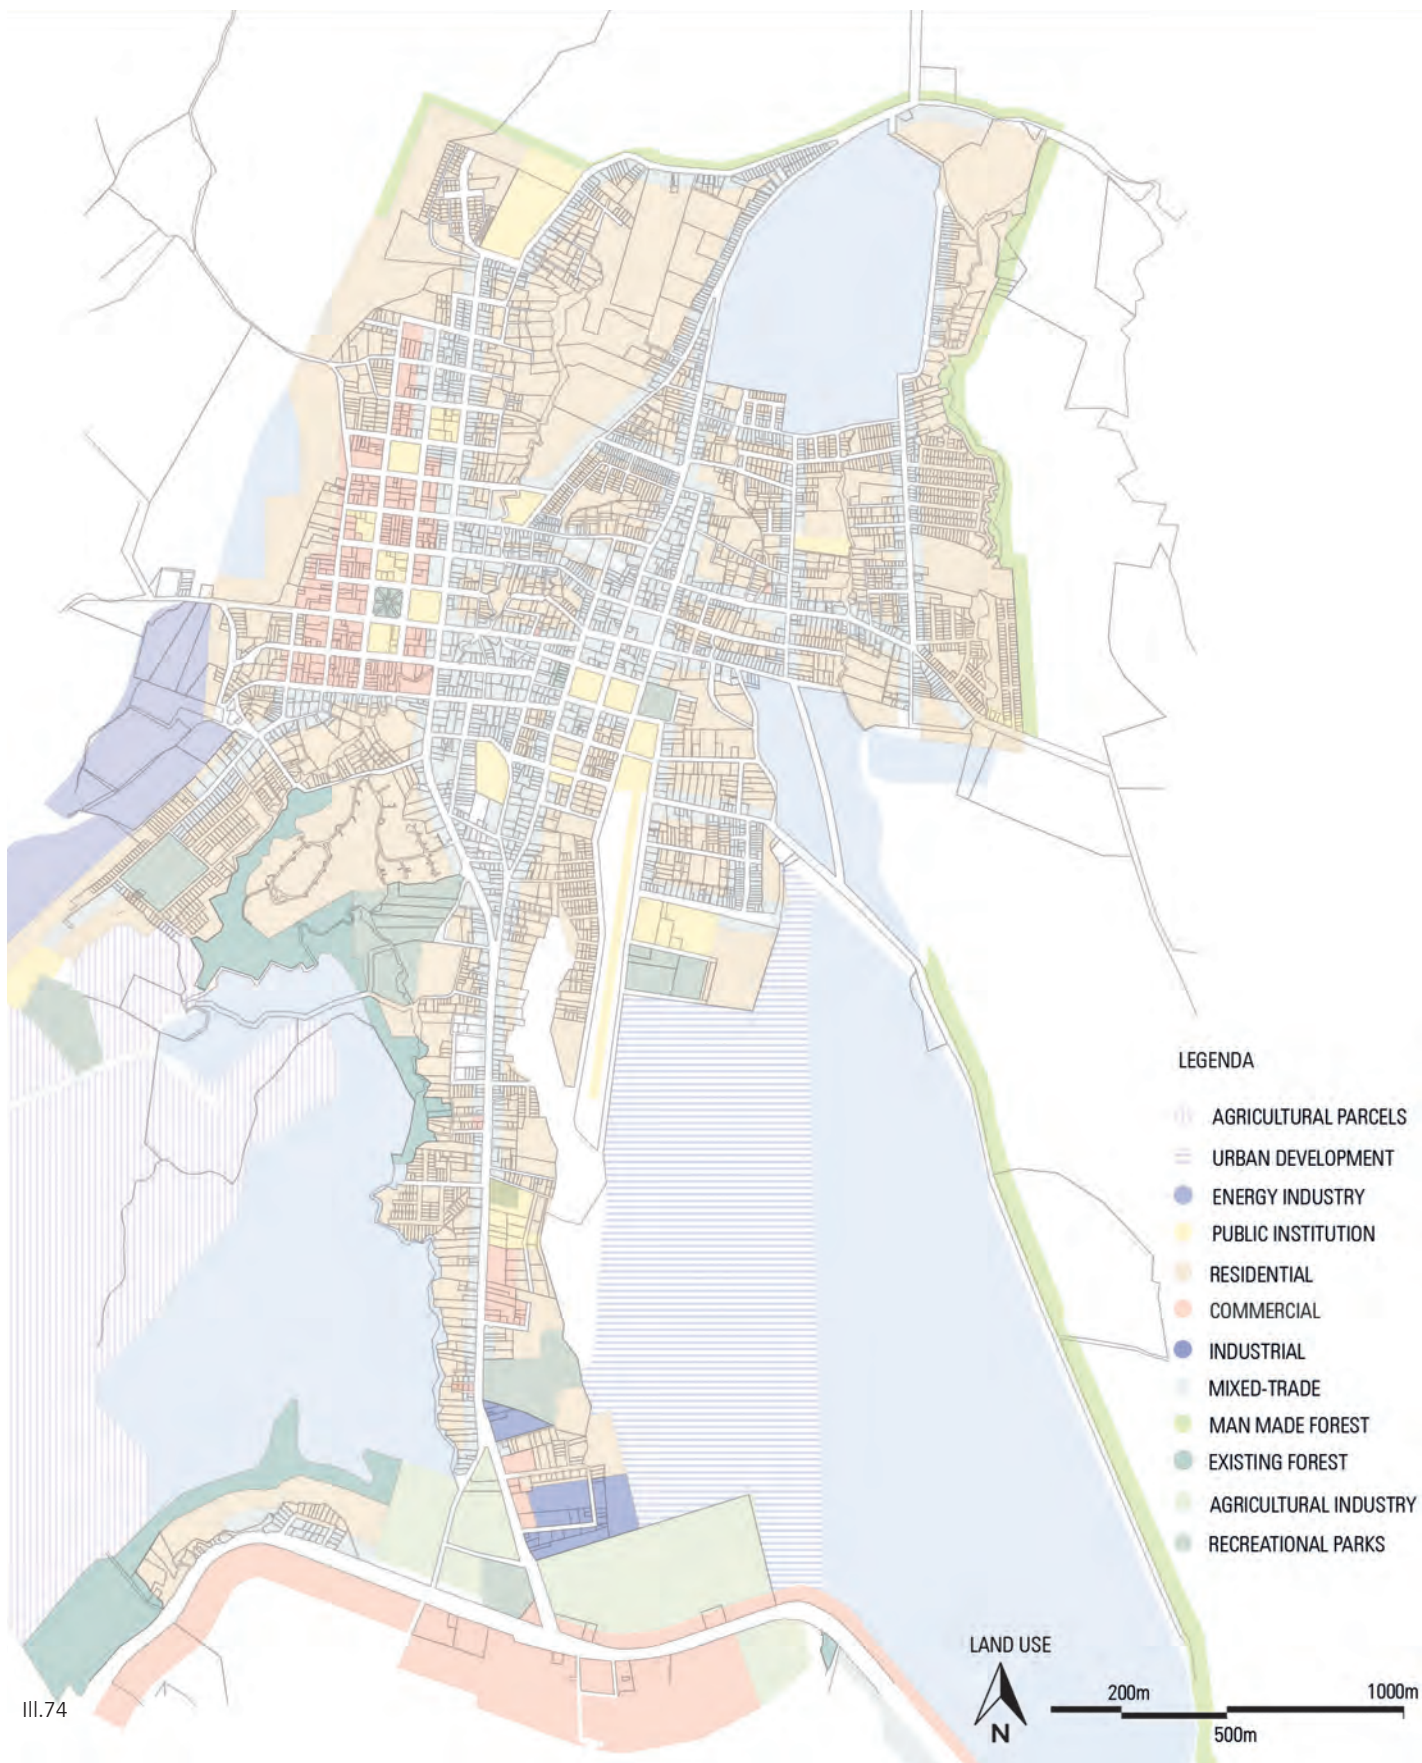 LEGENDA
AGRICULTURAL PARCELS
URBAN DEVELOPMENT
ENERGY INDUSTRY
PUBLIC INSTITUTION
RESIDENTIAL
COMMERCIAL
INDUSTRIAL
MIXED-TRADE
MAN MADE FOREST
EXISTING FOREST
AGRICULTURAL INDUSTRY
RECREATIONAL PARKS
LAND USE
N
200m
1000m
500m
Ill.74